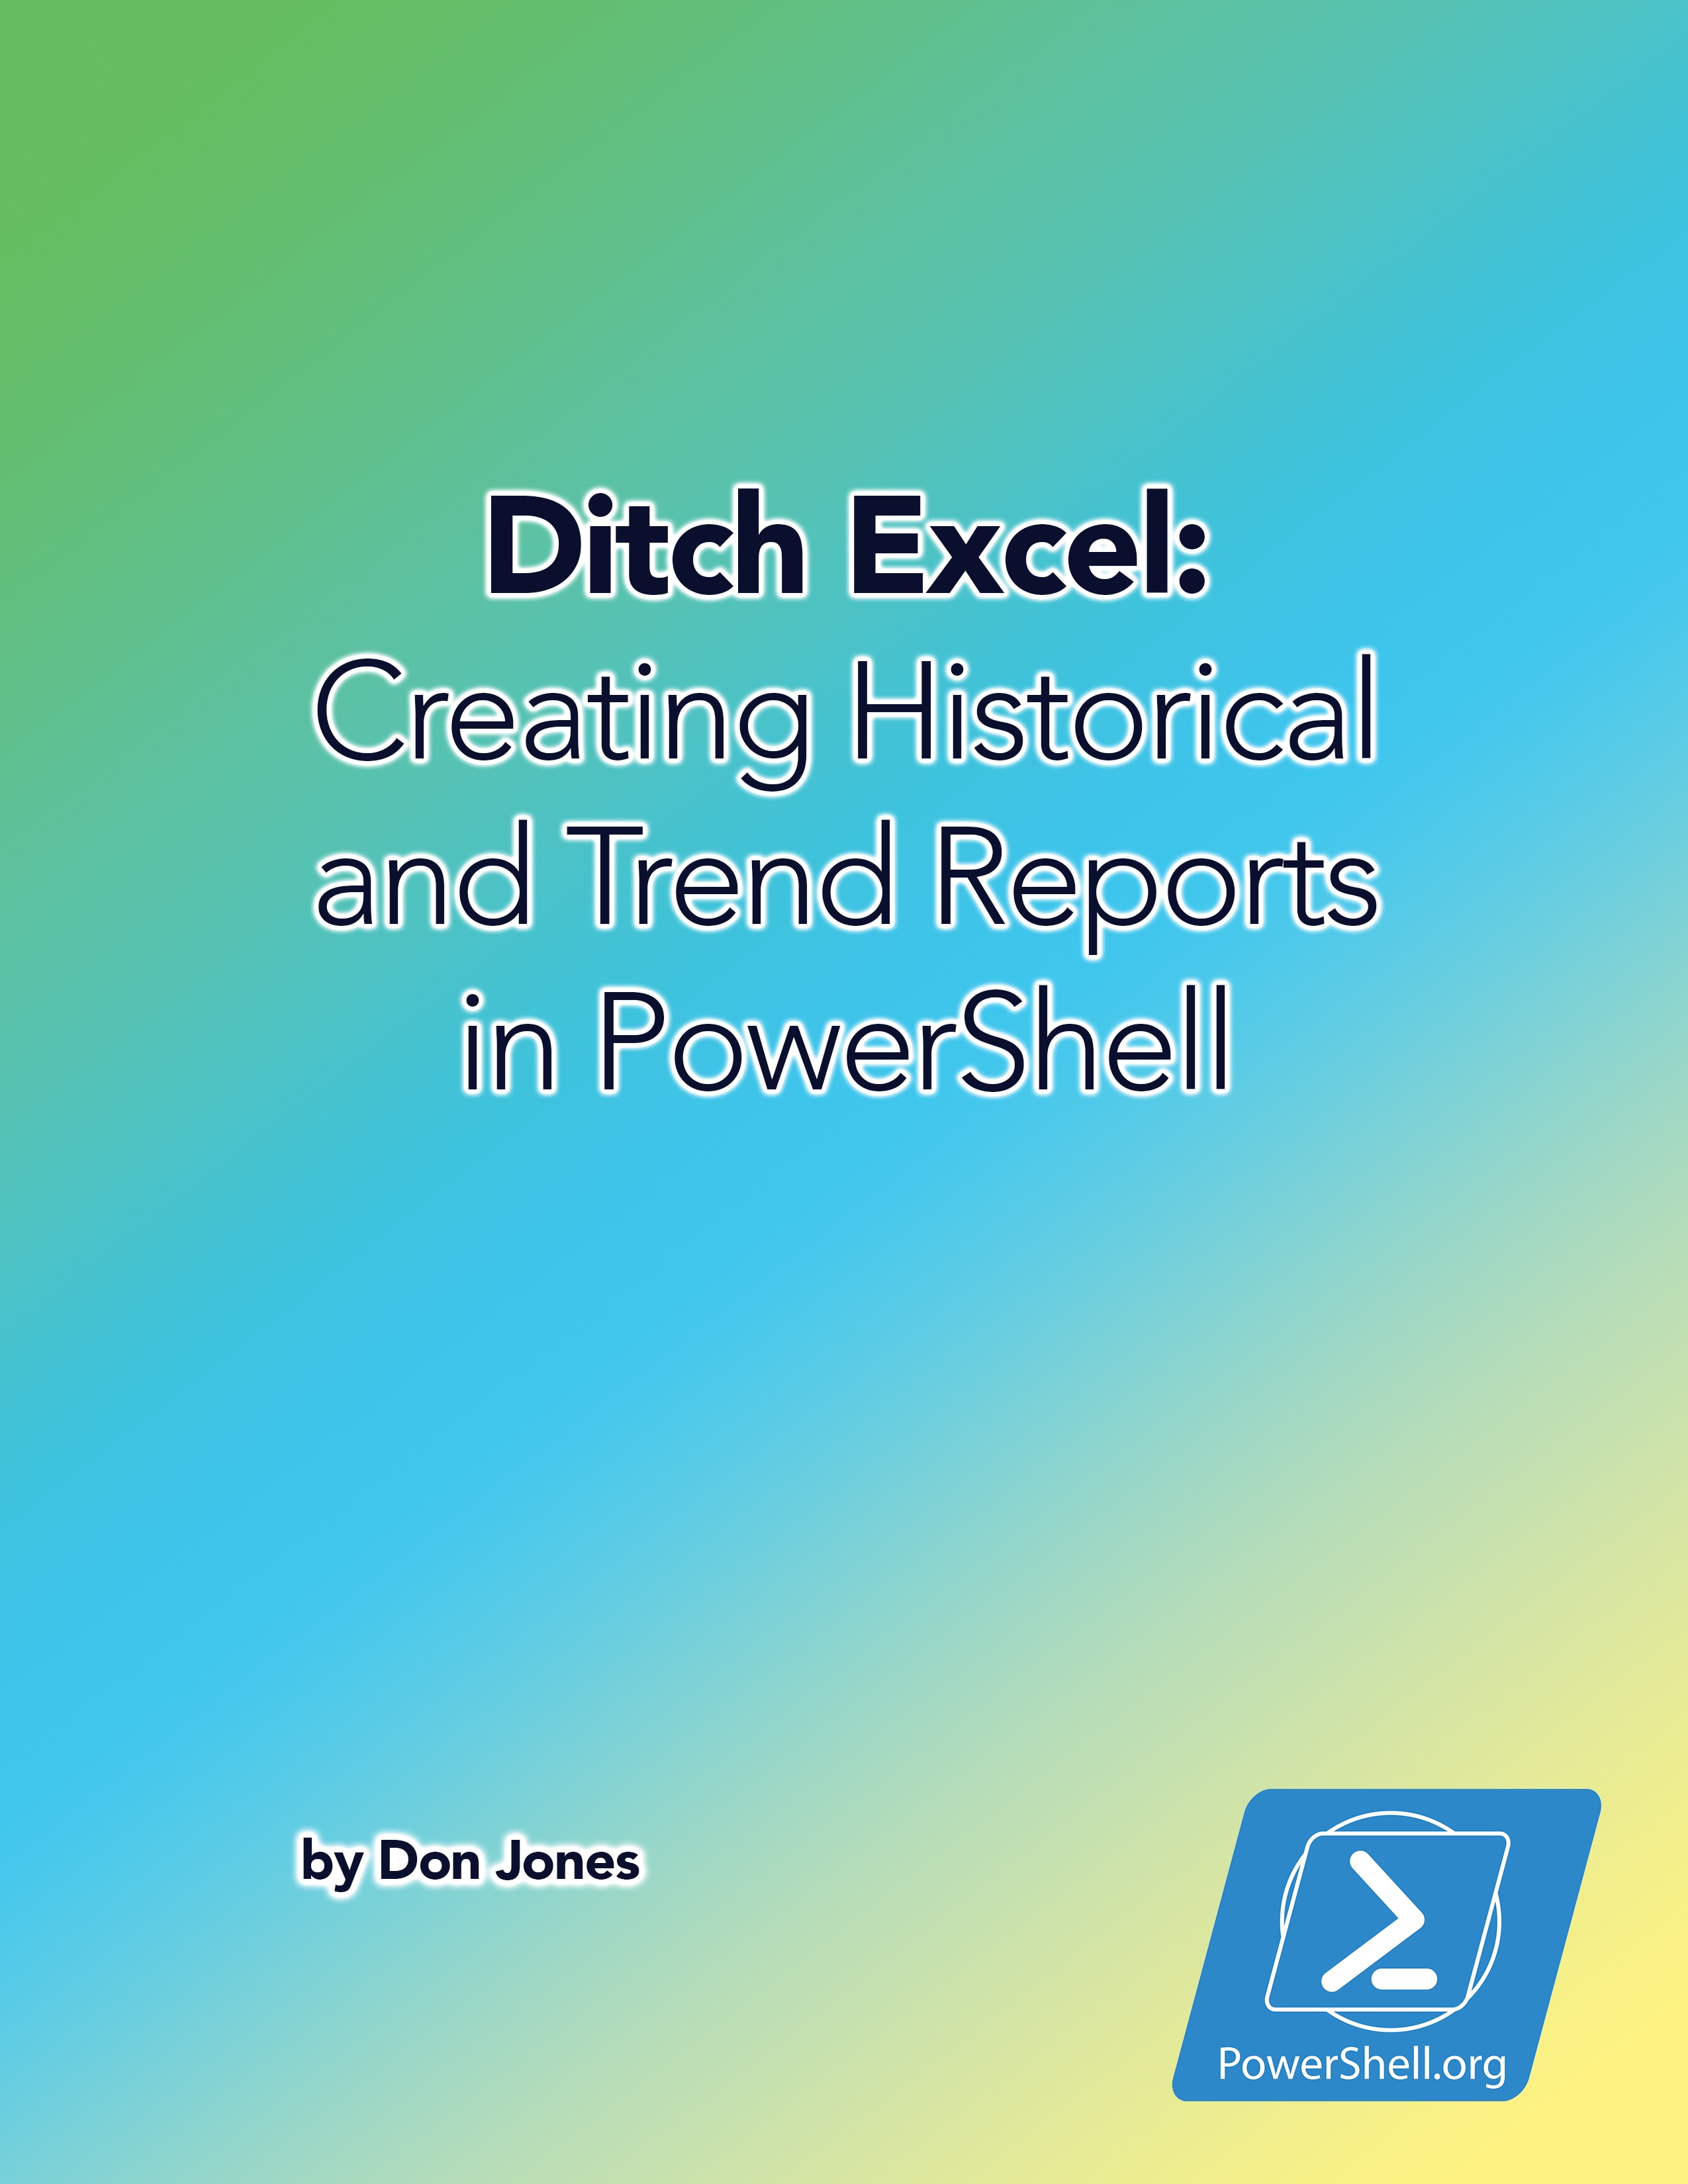 Ditch Excel:
Creating Historical
and Trend Reports
in PowerShell
by Don Jones
PowerShell.org